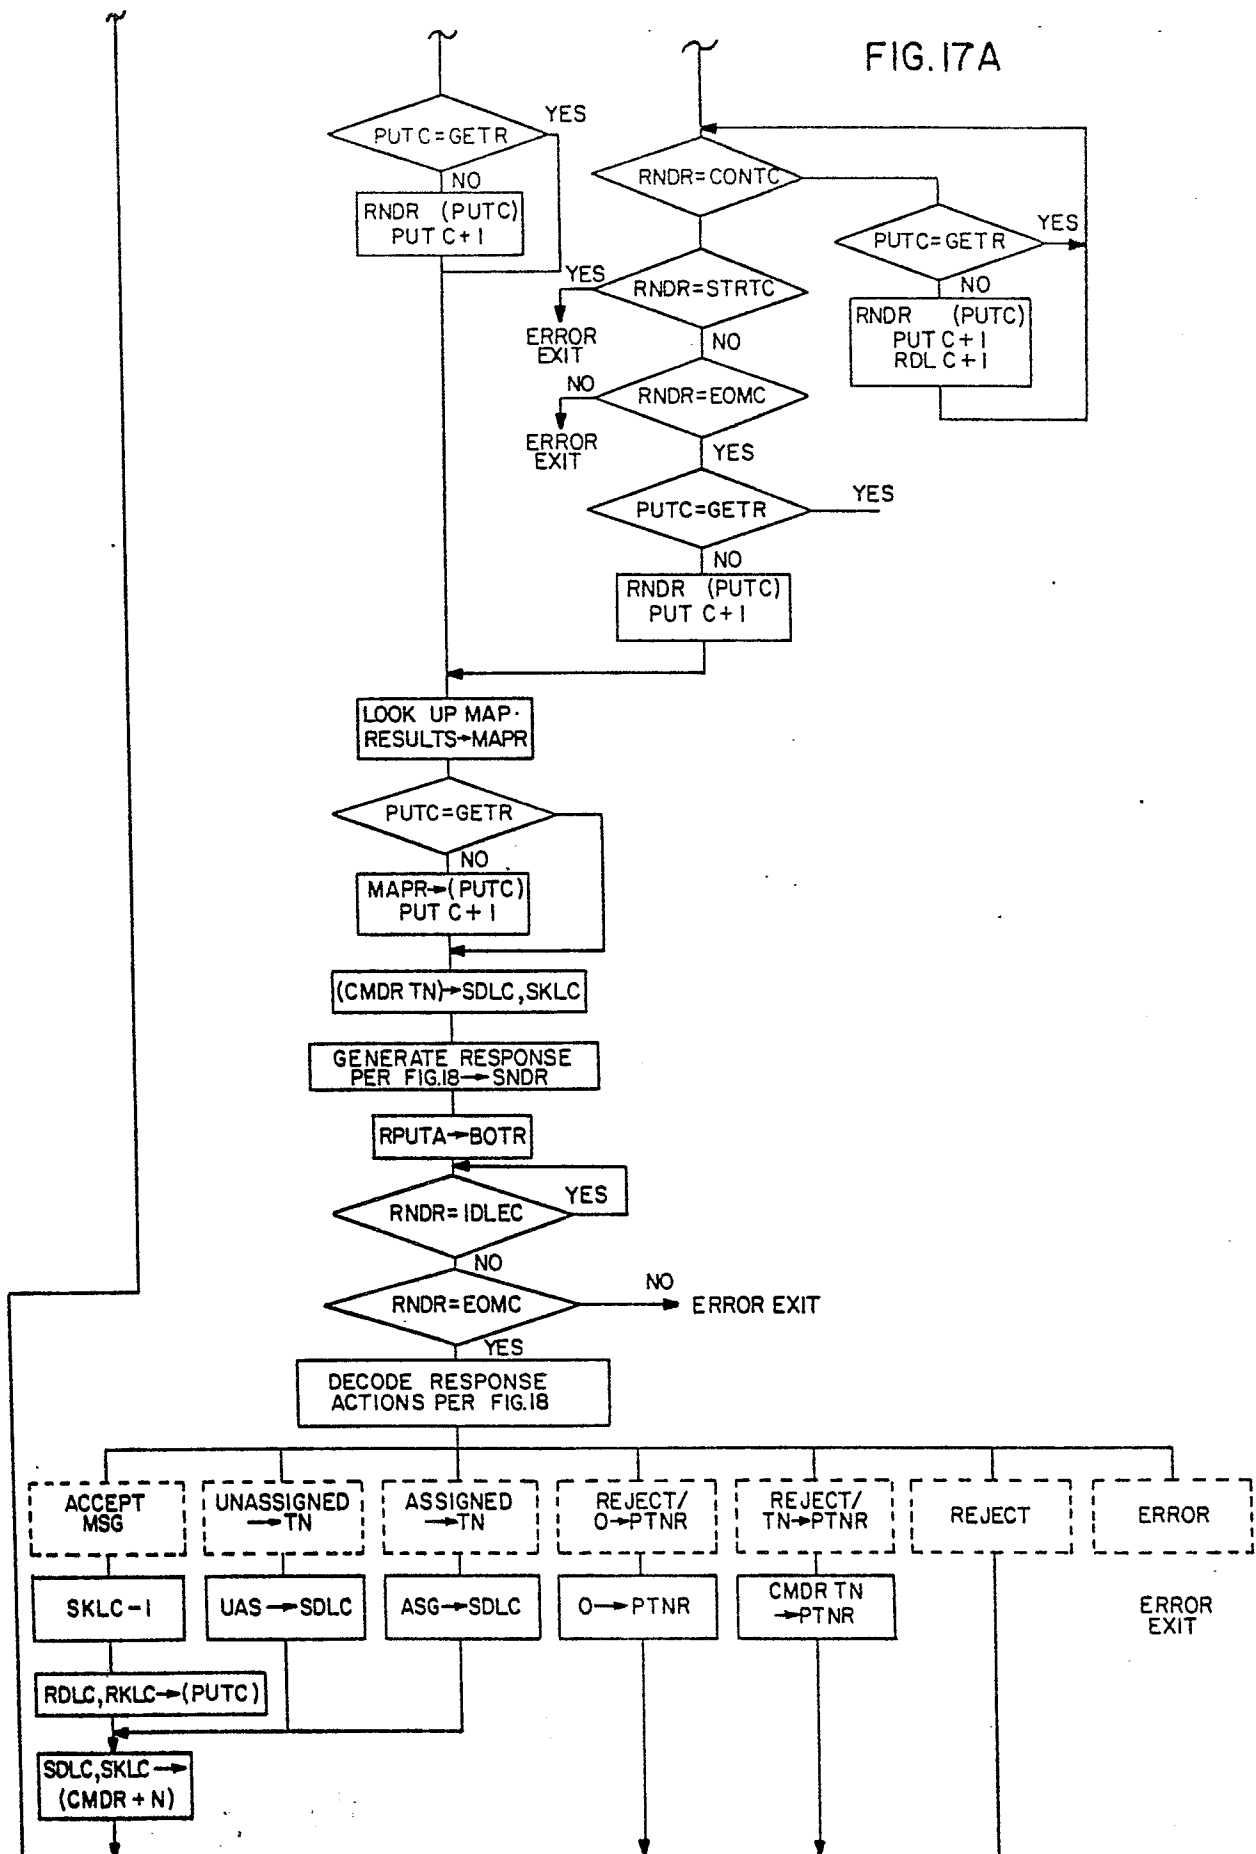 FIG.17A
PUTC=GETR
YES
NO
RNDR (PUTC)
PUT C+1
RNDR=CONTC
PUTC=GETR
YES
NO
RNDR (PUTC)
PUT C+1
RDL C+1
YES
RNDR=STRTC
ERROR
EXIT
NO
NO
RNDR=EOMC
ERROR
EXIT
YES
PUTC=GETR
YES
NO
RNDR (PUTC)
PUT C+1
LOOK UP MAP·
RESULTS→MAPR
PUTC=GETR
NO
MAPR→(PUTC)
PUT C+1
(CMDR TN)→SDLC,SKLC
GENERATE RESPONSE
PER FIG.18→SNDR
RPUTA→BOTR
YES
RNDR=IDLEC
NO
RNDR=EOMC
NO
ERROR EXIT
YES
DECODE RESPONSE
ACTIONS PER FIG.18
ACCEPT
MSG
UNASSIGNED
→TN
ASSIGNED
→TN
REJECT/
O→PTNR
REJECT/
TN→PTNR
REJECT
ERROR
SKLC-1
UAS→SDLC
ASG→SDLC
O→PTNR
CMDR TN
→PTNR
ERROR
EXIT
RDLC,RKLC→(PUTC)
SDLC,SKLC→
(CMDR+N)